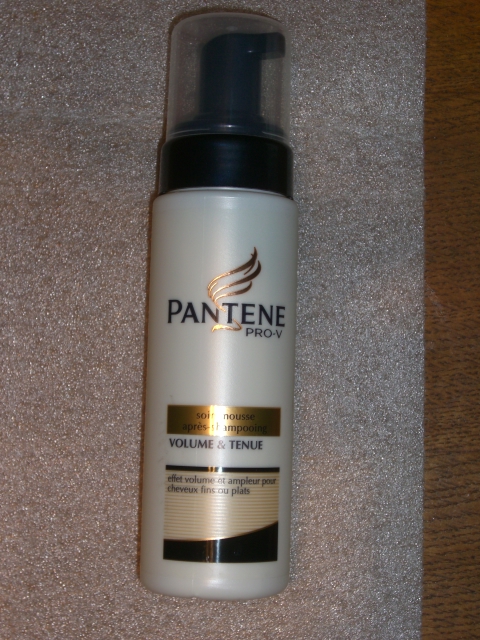 PANTENE
PRO-V
soin mousse
après-shampooing
VOLUME & TENUE
effet volume et ampleur pour
cheveux fins ou plats